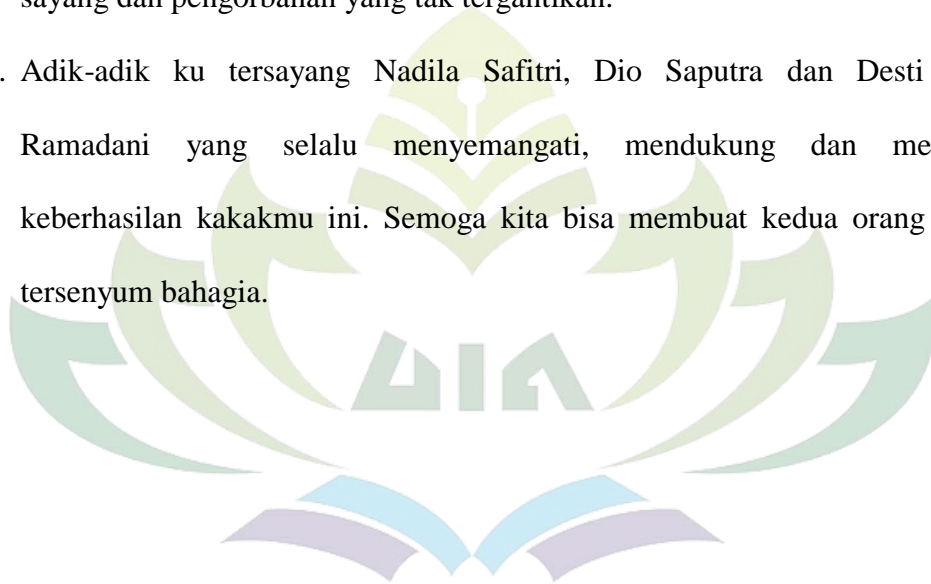 sayang dan pengorbanan yang tak tergantikan.
. Adik-adik ku tersayang Nadila Safitri, Dio Saputra dan Desti
Ramadani yang selalu menyemangati, mendukung dan me
keberhasilan kakakmu ini. Semoga kita bisa membuat kedua orang
tersenyum bahagia.
UIN